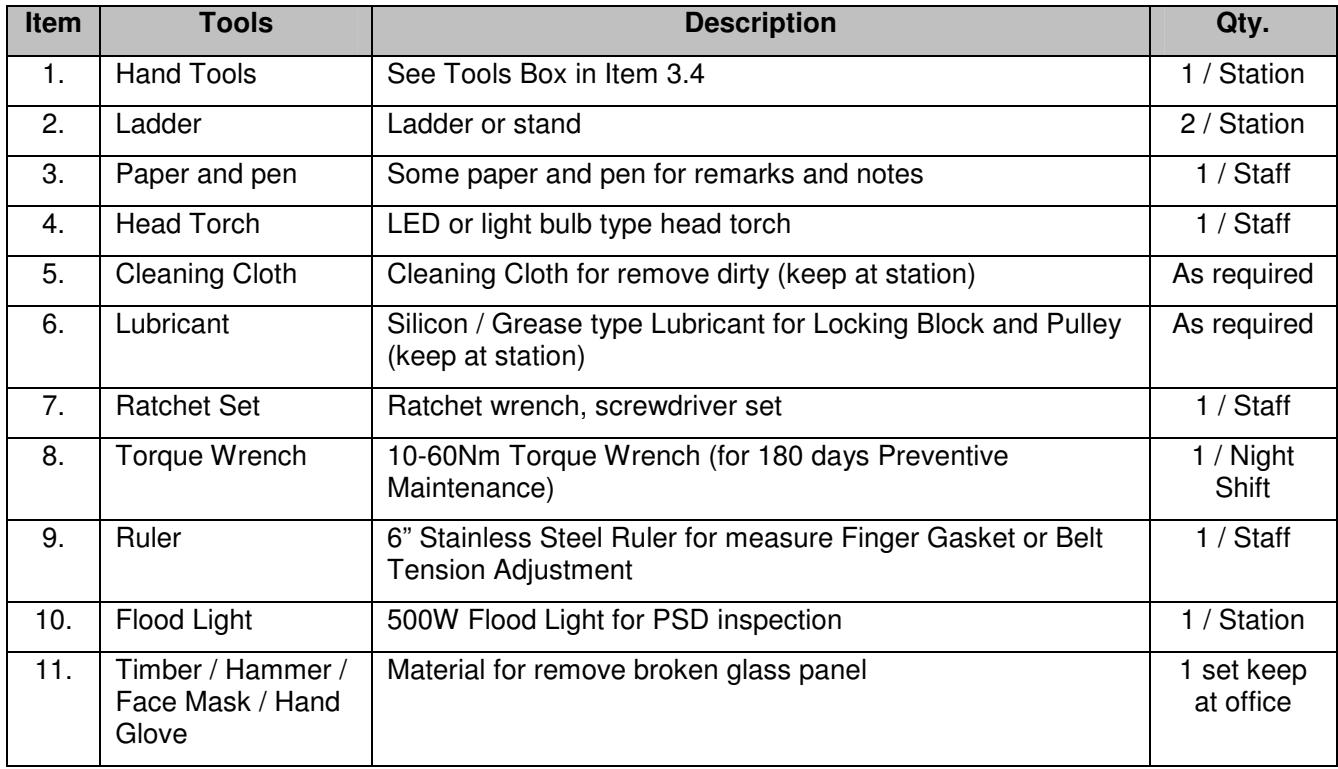 Item Tools Description Qty.
1. Hand Tools See Tools Box in Item 3.4 1 / Station
2. Ladder Ladder or stand 2 / Station
3. Paper and pen Some paper and pen for remarks and notes 1 / Staff
4. Head Torch LED or light bulb type head torch 1 / Staff
5. Cleaning Cloth Cleaning Cloth for remove dirty (keep at station) As required
6. Lubricant Silicon / Grease type Lubricant for Locking Block and Pulley As required
(keep at station)
7. Ratchet Set Ratchet wrench, screwdriver set 1 / Staff
8. Torque Wrench 10-60Nm Torque Wrench (for 180 days Preventive 1 / Night
Maintenance) Shift
9. Ruler 6” Stainless Steel Ruler for measure Finger Gasket or Belt 1 / Staff
Tension Adjustment
10. Flood Light 500W Flood Light for PSD inspection 1 / Station
11. Timber / Hammer / Material for remove broken glass panel 1 set keep
Face Mask / Hand at office
Glove